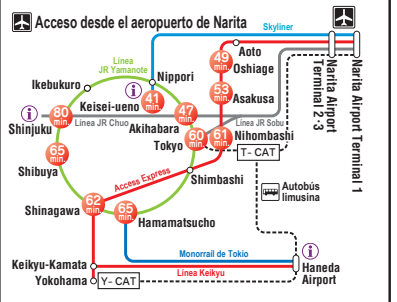 Acceso desde el aeropuerto de Narita
Skyliner
Línea
JR Yamanote
Aoto
49
min.
Oshiage
Nippori
Ikebukuro
53
min.
Asakusa
i
Keisei-ueno
41
min.
i
80
min.
47
min.
Shinjuku
Línea JR Chuo
Línea JR Sobu
Akihabara
Tokyo
60
min.
61
min.
Nihombashi
65
min.
Shibuya
T- CAT
Narita Airport
Terminal 2·3
Narita Airport Terminal 1
Access Express
Shimbashi
Autobús
limusina
62
min.
65
min.
Shinagawa
Hamamatsucho
Monorraíl de Tokio
i
Keikyu-Kamata
Línea Keikyu
Haneda
Airport
Yokohama
Y- CAT